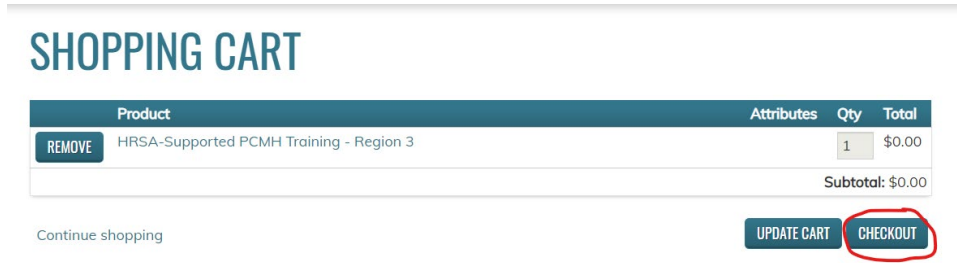 SHOPPING CART
Product Attributes Qty Total
REMOVE HRSA-Supported PCMH Training - Region 3 1 $0.00
Subtotal: $0.00
Continue shopping UPDATE CART CHECKOUT